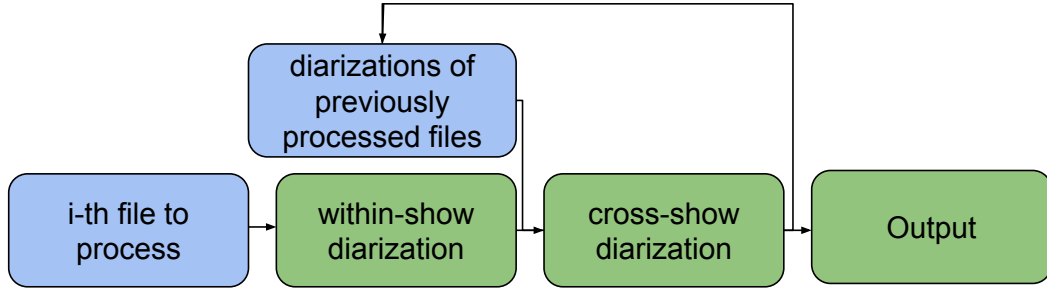 diarizations of
previously
processed files
i-th file to
process
within-show
diarization
cross-show
diarization
Output